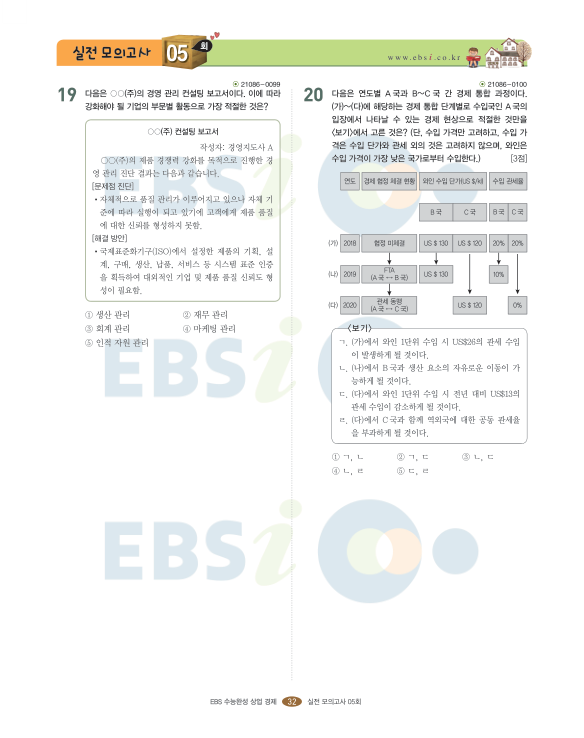 실전 모의고사 05 회
www.ebsi.co.kr
21086-0099
19 다음은 ○○(주)의 경영 관리 컨설팅 보고서이다. 이에 따라
강화해야 될 기업의 부문별 활동으로 가장 적절한 것은?
○○(주) 컨설팅 보고서
작성자: 경영지도사 A
○○(주)의 제품 경쟁력 강화를 목적으로 진행한 경
영 관리 진단 결과는 다음과 같습니다.
[문제점 진단]
• 자체적으로 품질 관리가 이루어지고 있으나 자체 기
준에 따라 실행이 되고 있기에 고객에게 제품 품질
에 대한 신뢰를 형성하지 못함.
[해결 방안]
• 국제표준화기구(ISO)에서 설정한 제품의 기획, 설
계, 구매, 생산, 납품, 서비스 등 시스템 표준 인증
을 획득하여 대외적인 기업 및 제품 품질 신뢰도 형
성이 필요함.
① 생산 관리 ② 재무 관리
③ 회계 관리 ④ 마케팅 관리
⑤ 인적 자원 관리
21086-0100
20 다음은 연도별 A국과 B~C국 간 경제 통합 과정이다.
(가)~(다)에 해당하는 경제 통합 단계별로 수입국인 A국의
입장에서 나타날 수 있는 경제 현상으로 적절한 것만을
<보기>에서 고른 것은? (단, 수입 가격만 고려하고, 수입 가
격은 수입 단가와 관세 외의 것은 고려하지 않으며, 와인은
수입 가격이 가장 낮은 국가로부터 수입한다.) [3점]
연도 경제 협정 체결 현황 와인 수입 단가(US $/ℓ) 수입 관세율
B국 C국 B국 C국
(가) 2018 협정 미체결 US $ 130 US $ 120 20% 20%
(나) 2019 FTA (A국 ↔ B국) US $ 130 10%
(다) 2020 관세 동맹 (A국 ↔ C국) US $ 120 0%
<보기>
ㄱ. (가)에서 와인 1단위 수입 시 US$26의 관세 수입
이 발생하게 될 것이다.
ㄴ. (나)에서 B국과 생산 요소의 자유로운 이동이 가
능하게 될 것이다.
ㄷ. (다)에서 와인 1단위 수입 시 전년 대비 US$13의
관세 수입이 감소하게 될 것이다.
ㄹ. (다)에서 C국과 함께 역외국에 대한 공동 관세율
을 부과하게 될 것이다.
① ㄱ, ㄴ ② ㄱ, ㄷ ③ ㄴ, ㄷ
④ ㄴ, ㄹ ⑤ ㄷ, ㄹ
EBSi
EBSi
EBS 수능완성 상업 경제 32 실전 모의고사 05회